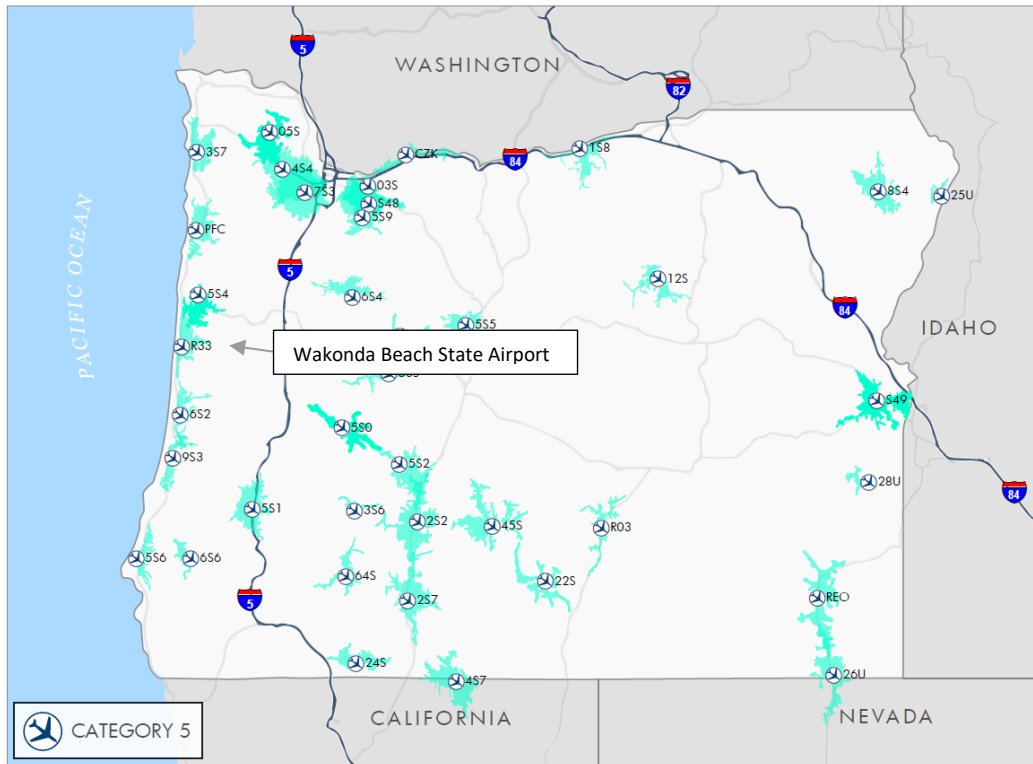 WASHINGTON
5
82
05S
3S7
CZK
84
1S8
4S4
7S3
03S
S48
5S9
8S4
25U
PFC
PACIFIC OCEAN
5
12S
5S4
6S4
84
5S5
IDAHO
R33
Wakonda Beach State Airport
S49
6S2
5S0
9S3
5S2
28U
84
5S1
3S6
2S2
45S
R03
5S6
6S6
64S
22S
5
2S7
REO
24S
4S7
26U
CATEGORY 5
CALIFORNIA
NEVADA